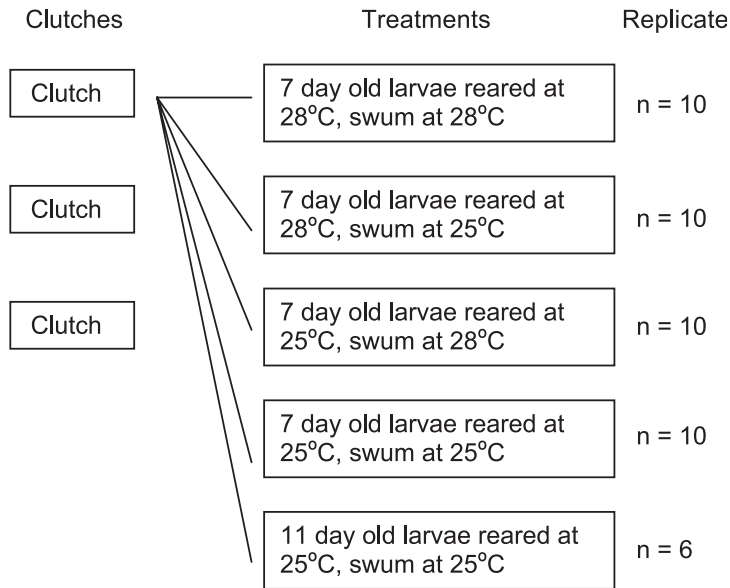 Clutches Treatments Replicate
Clutch
7 day old larvae reared at
28°C, swum at 28°C
n = 10
Clutch
7 day old larvae reared at
28°C, swum at 25°C
n = 10
Clutch
7 day old larvae reared at
25°C, swum at 28°C
n = 10
7 day old larvae reared at
25°C, swum at 25°C
n = 10
11 day old larvae reared at
25°C, swum at 25°C
n = 6